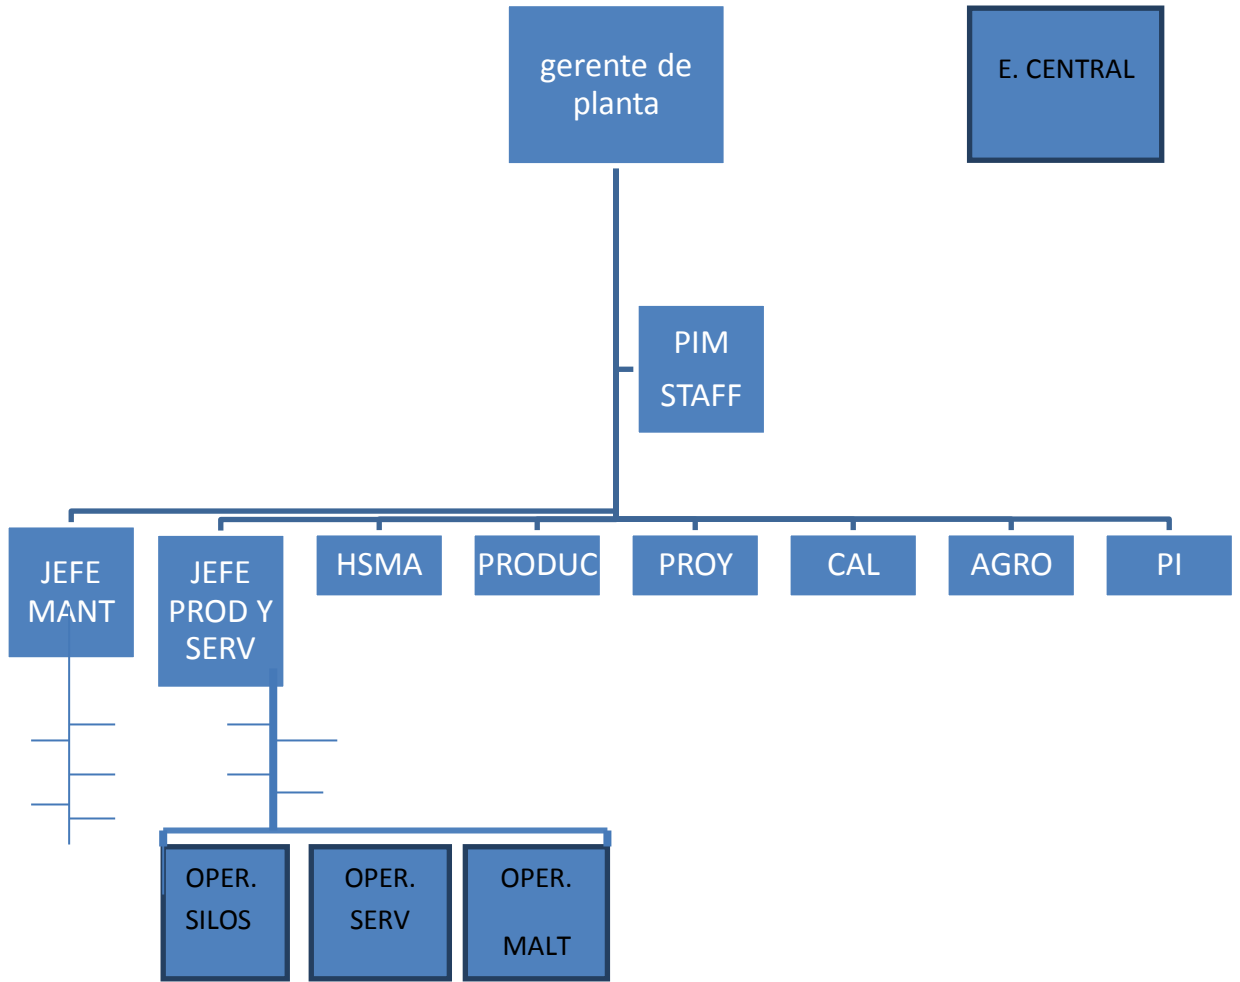 gerente de
planta
E. CENTRAL
PIM
STAFF
JEFE
MANT
JEFE
PROD Y
SERV
HSMA
PRODUC
PROY
CAL
AGRO
PI
OPER.
SILOS
OPER.
SERV
OPER.
MALT